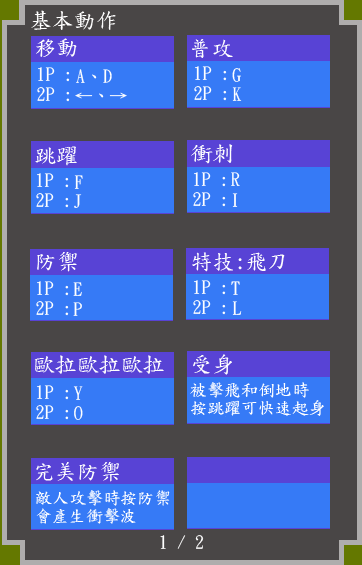 基本動作
移動
1P :A、D
2P :←、→
普攻
1P :G
2P :K
跳躍
1P :F
2P :J
衝刺
1P :R
2P :I
防禦
1P :E
2P :P
特技:飛刀
1P :T
2P :L
歐拉歐拉歐拉
1P :Y
2P :O
受身
被擊飛和倒地時
按跳躍可快速起身
完美防禦
敵人攻擊時按防禦
會產生衝擊波
1 / 2